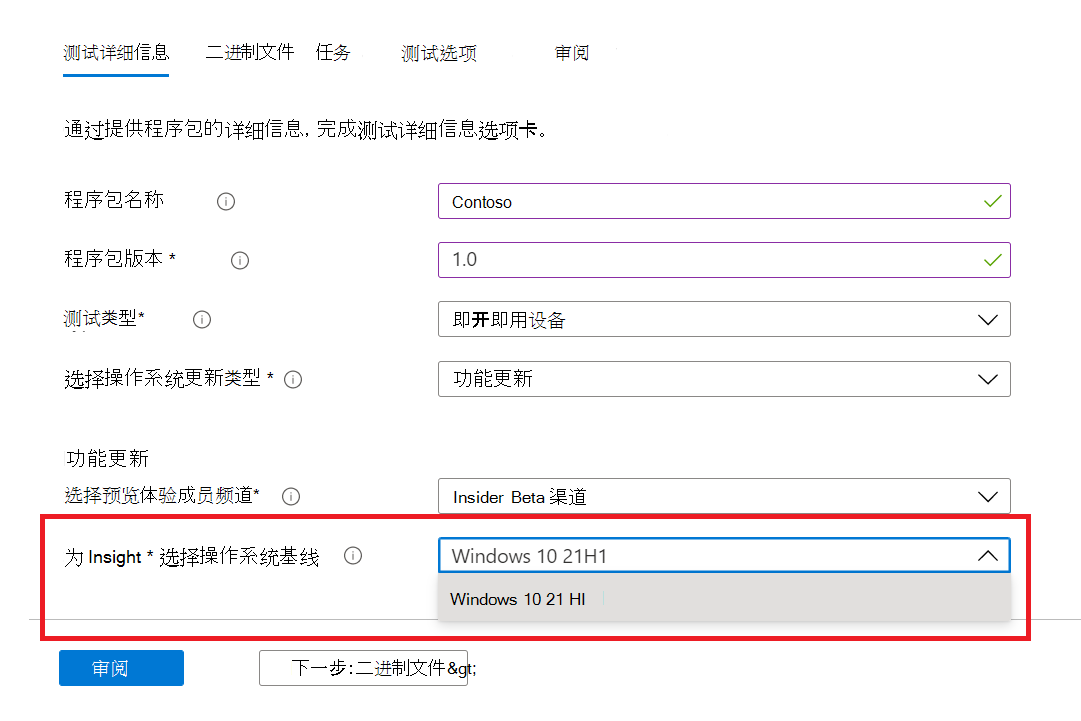 测试详细信息 二进制文件 任务 测试选项 审阅
通过提供程序包的详细信息, 完成测试详细信息选项卡。
程序包名称 Contoso
程序包版本 * 1.0
测试类型* 即开即用设备
选择操作系统更新类型 * 功能更新
功能更新
选择预览体验成员频道* Insider Beta 渠道
为 Insight * 选择操作系统基线 Windows 10 21H1
Windows 10 21 HI
审阅 下一步:二进制文件&gt;